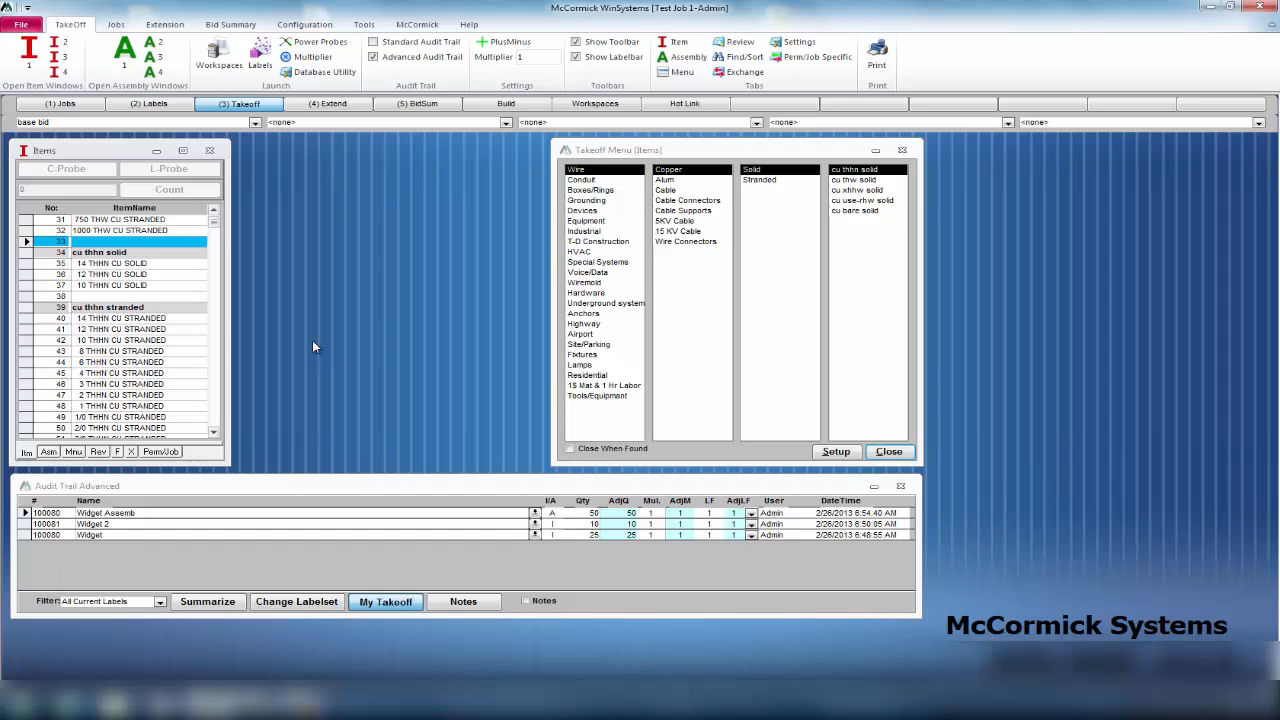 McCormick WinSystems [Test Job 1-Admin]
File TakeOff Jobs Extension Bid Summary Configuration Tools McCormick Help
I 1 I 2 I 3 I 4
Open Item Windows
A 1 A 2 A 3 A 4
Open Assembly Windows
Workspaces Labels
Power Probes
Multiplier
Database Utility
Launch
Standard Audit Trail
Advanced Audit Trail
Audit Trail
PlusMinus
Multiplier 1
Settings
Show Toolbar
Show Labelbar
Toolbars
Item Review Settings
Assembly Find/Sort Perm/Job Specific
Menu Exchange
Tabs
Print
Print
(1) Jobs (2) Labels (3) Takeoff (4) Extend (5) BidSum Build Workspaces Hot Link
base bid <none> <none> <none> <none>
Items
C-Probe L-Probe
0 Count
No: ItemName
31 750 THW CU STRANDED
32 1000 THW CU STRANDED
33
34 cu thhn solid
35 14 THHN CU SOLID
36 12 THHN CU SOLID
37 10 THHN CU SOLID
38
39 cu thhn stranded
40 14 THHN CU STRANDED
41 12 THHN CU STRANDED
42 10 THHN CU STRANDED
43 8 THHN CU STRANDED
44 6 THHN CU STRANDED
45 4 THHN CU STRANDED
46 3 THHN CU STRANDED
47 2 THHN CU STRANDED
48 1 THHN CU STRANDED
49 1/0 THHN CU STRANDED
50 2/0 THHN CU STRANDED
Itm Asm Mnu Rev F X Perm/Job
Takeoff Menu [Items]
Wire
Conduit
Boxes/Rings
Grounding
Devices
Equipment
Industrial
T-D Construction
HVAC
Special Systems
Voice/Data
Wiremold
Hardware
Underground system
Anchors
Highway
Airport
Site/Parking
Fixtures
Lamps
Residential
1$ Mat & 1 Hr Labor
Tools/Equipmant
Copper
Alum
Cable
Cable Connectors
Cable Supports
5KV Cable
15 KV Cable
Wire Connectors
Solid
Stranded
cu thhn solid
cu thw solid
cu xhhw solid
cu use-rhw solid
cu bare solid
Close When Found Setup Close
Audit Trail Advanced
# Name I/A Qty AdjQ Mul. AdjM LF AdjLF User DateTime
100080 Widget Assemb A 50 50 1 1 1 1 Admin 2/26/2013 6:54:40 AM
100081 Widget 2 I 10 10 1 1 1 1 Admin 2/26/2013 6:50:05 AM
100080 Widget I 25 25 1 1 1 1 Admin 2/26/2013 6:48:55 AM
Filter: All Current Labels Summarize Change Labelset My Takeoff Notes Notes
McCormick Systems